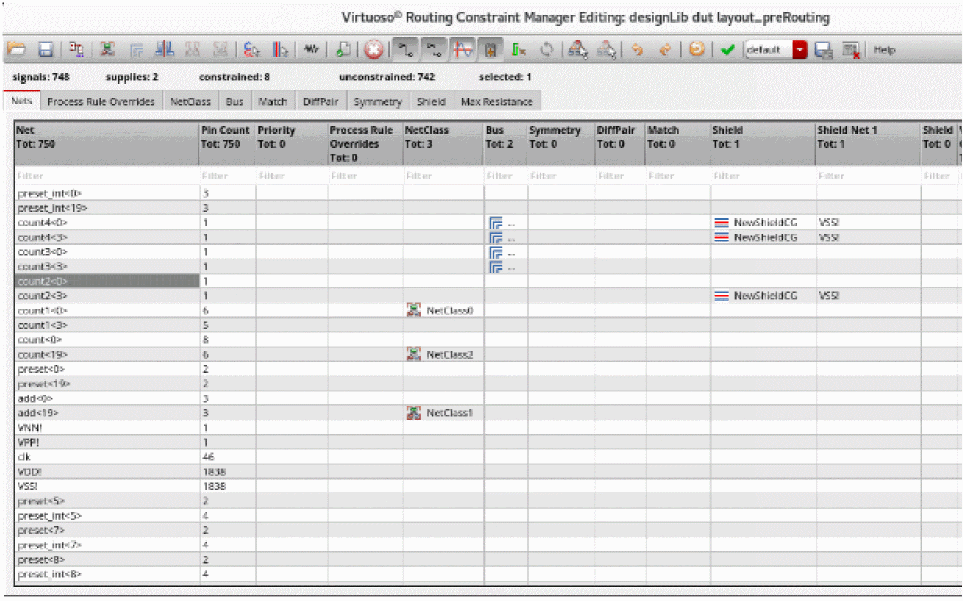 Virtuoso® Routing Constraint Manager Editing: designLib dut layout_preRouting
default Help
signals: 748 supplies: 2 constrained: 8 unconstrained: 742 selected: 1
Nets Process Rule Overrides NetClass Bus Match DiffPair Symmetry Shield Max Resistance
Net Pin Count Priority Process Rule NetClass Bus Symmetry DiffPair Match Shield Shield Net 1 Shield
Tot: 750 Tot: 750 Tot: 0 Overrides Tot: 3 Tot: 2 Tot: 0 Tot: 0 Tot: 0 Tot: 1 Tot: 1 Tot: 0
Tot: 0
Filter Filter Filter Filter Filter Filter Filter Filter Filter Filter Filter Filter
preset_int<0> 3
preset_int<19> 3
count4<0> 1 ... NewShieldCG VSS!
count4<3> 1 ... NewShieldCG VSS!
count3<0> 1 ...
count3<3> 1 ...
count2<0> 1
count2<3> 1 NewShieldCG VSS!
count1<0> 6 NetClass0
count1<3> 5
count<0> 8
count<19> 6 NetClass2
preset<0> 2
preset<19> 2
add<0> 3
add<19> 3 NetClass1
VNN! 1
VPP! 1
clk 46
VDD! 1838
VSS! 1838
preset<5> 2
preset_int<5> 4
preset<7> 2
preset_int<7> 4
preset<8> 2
preset_int<8> 4